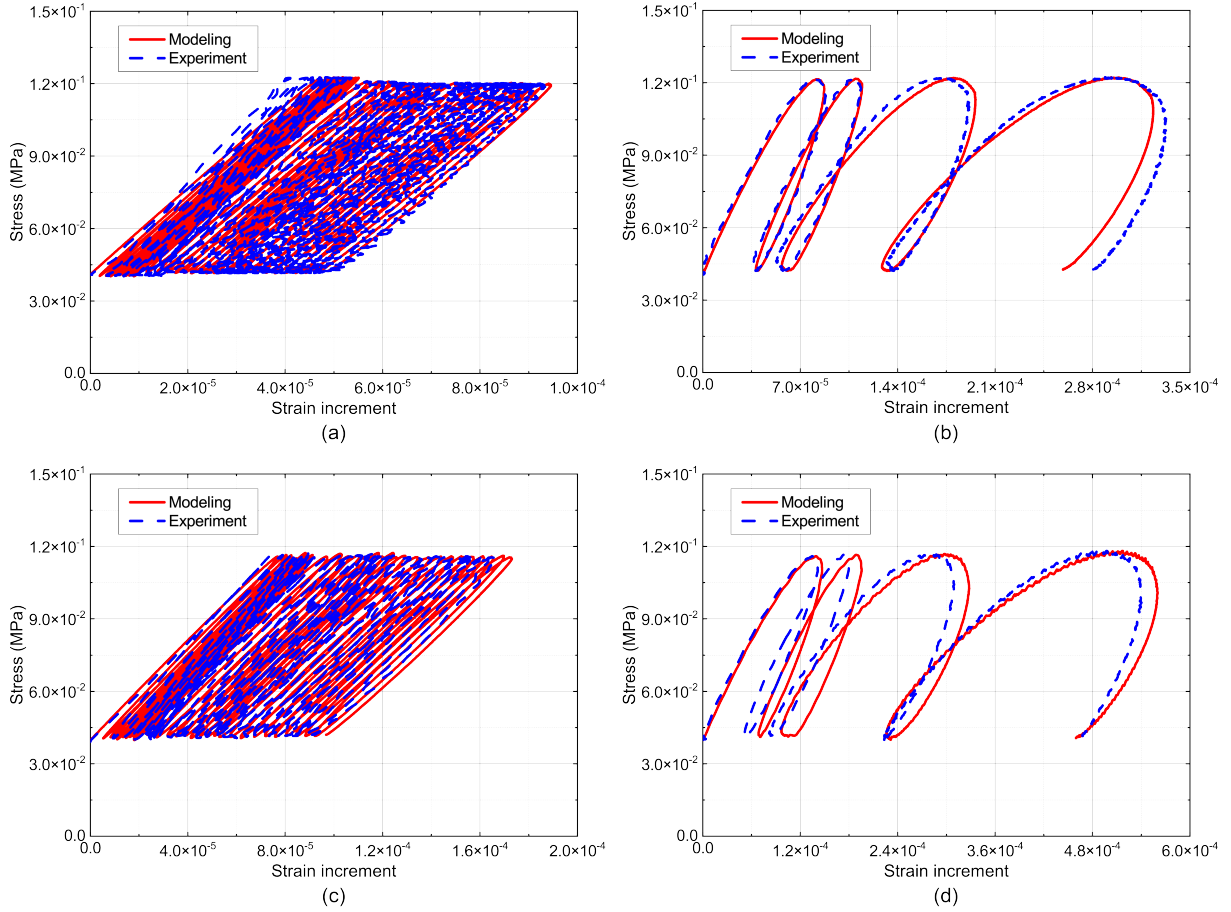 1.5×10⁻¹
1.2×10⁻¹
9.0×10⁻²
6.0×10⁻²
3.0×10⁻²
0.0
Stress (MPa)
Modeling
Experiment
0.0 2.0×10⁻⁵ 4.0×10⁻⁵ 6.0×10⁻⁵ 8.0×10⁻⁵ 1.0×10⁻⁴
Strain increment
(a)
1.5×10⁻¹
1.2×10⁻¹
9.0×10⁻²
6.0×10⁻²
3.0×10⁻²
0.0
Stress (MPa)
Modeling
Experiment
0.0 7.0×10⁻⁵ 1.4×10⁻⁴ 2.1×10⁻⁴ 2.8×10⁻⁴ 3.5×10⁻⁴
Strain increment
(b)
1.5×10⁻¹
1.2×10⁻¹
9.0×10⁻²
6.0×10⁻²
3.0×10⁻²
0.0
Stress (MPa)
Modeling
Experiment
0.0 4.0×10⁻⁵ 8.0×10⁻⁵ 1.2×10⁻⁴ 1.6×10⁻⁴ 2.0×10⁻⁴
Strain increment
(c)
1.5×10⁻¹
1.2×10⁻¹
9.0×10⁻²
6.0×10⁻²
3.0×10⁻²
0.0
Stress (MPa)
Modeling
Experiment
0.0 1.2×10⁻⁴ 2.4×10⁻⁴ 3.6×10⁻⁴ 4.8×10⁻⁴ 6.0×10⁻⁴
Strain increment
(d)